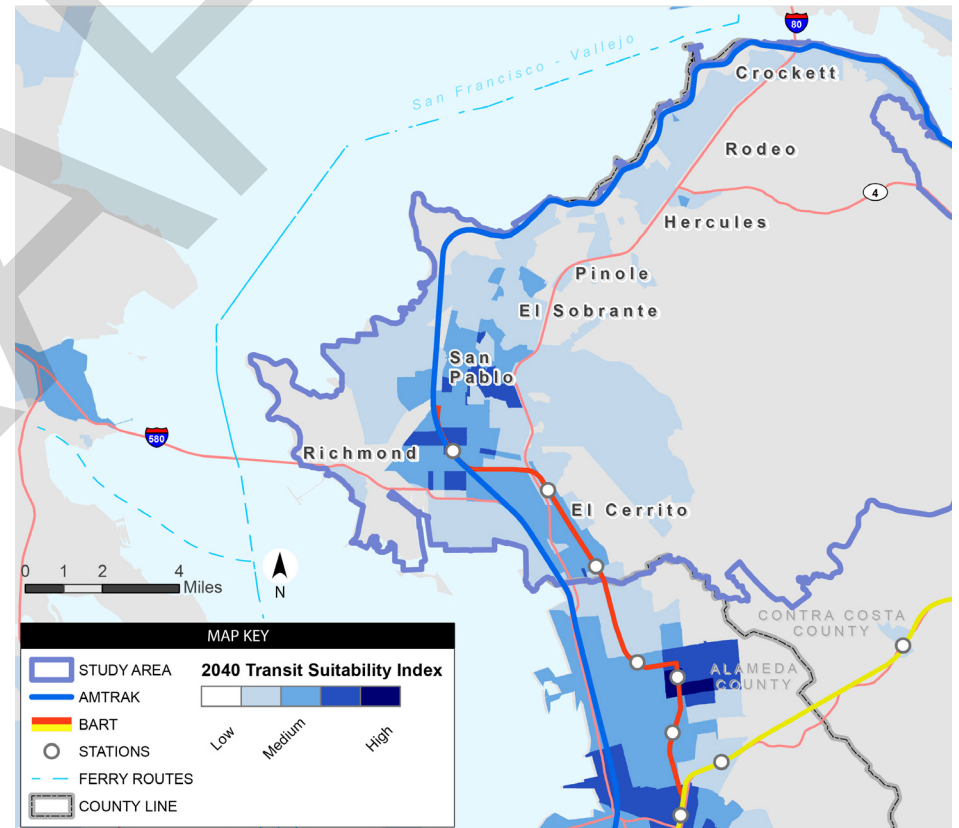 80
San Francisco - Vallejo
Crockett
Rodeo
4
Hercules
Pinole
El Sobrante
San
Pablo
580
Richmond
El Cerrito
0 1 2 4
Miles
N
CONTRA COSTA
COUNTY
ALAMEDA
COUNTY
MAP KEY
STUDY AREA
AMTRAK
BART
STATIONS
FERRY ROUTES
COUNTY LINE
2040 Transit Suitability Index
Low
Medium
High